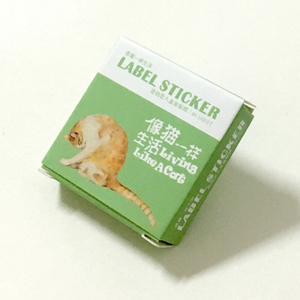 LABEL STICKER
像猫一样
生活Living
Like A Cat
LABEL STICKER